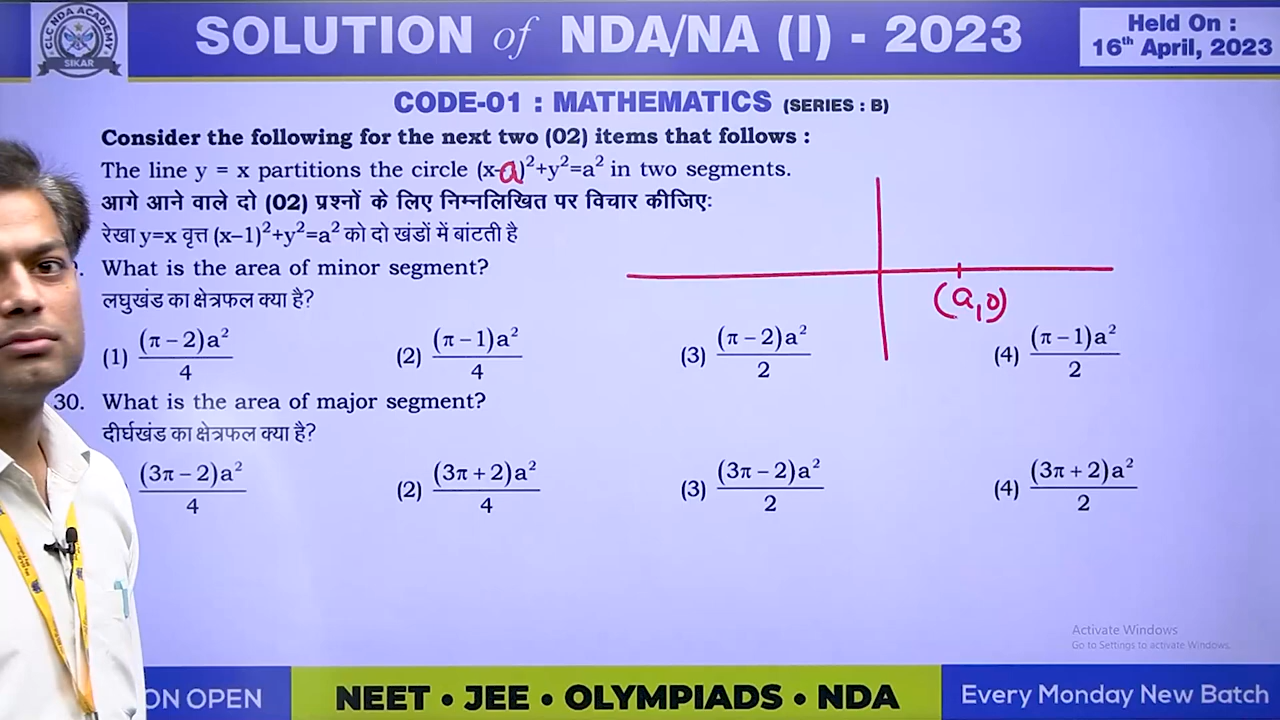 CLC NDA ACADEMY
SIKAR
SOLUTION of NDA/NA (I) - 2023
Held On :
16th April, 2023
CODE-01 : MATHEMATICS (SERIES : B)
Consider the following for the next two (02) items that follows :
The line y = x partitions the circle (x-a)²+y²=a² in two segments.
आगे आने वाले दो (02) प्रश्नों के लिए निम्नलिखित पर विचार कीजिए:
रेखा y=x वृत्त (x–1)²+y²=a² को दो खंडों में बांटती है
What is the area of minor segment?
लघुखंड का क्षेत्रफल क्या है?
(a,0)
(1) (π – 2)a²/4 (2) (π – 1)a²/4 (3) (π – 2)a²/2 (4) (π – 1)a²/2
30. What is the area of major segment?
दीर्घखंड का क्षेत्रफल क्या है?
(3π – 2)a²/4 (2) (3π + 2)a²/4 (3) (3π – 2)a²/2 (4) (3π + 2)a²/2
Activate Windows
Go to Settings to activate Windows.
ON OPEN
NEET • JEE • OLYMPIADS • NDA
Every Monday New Batch